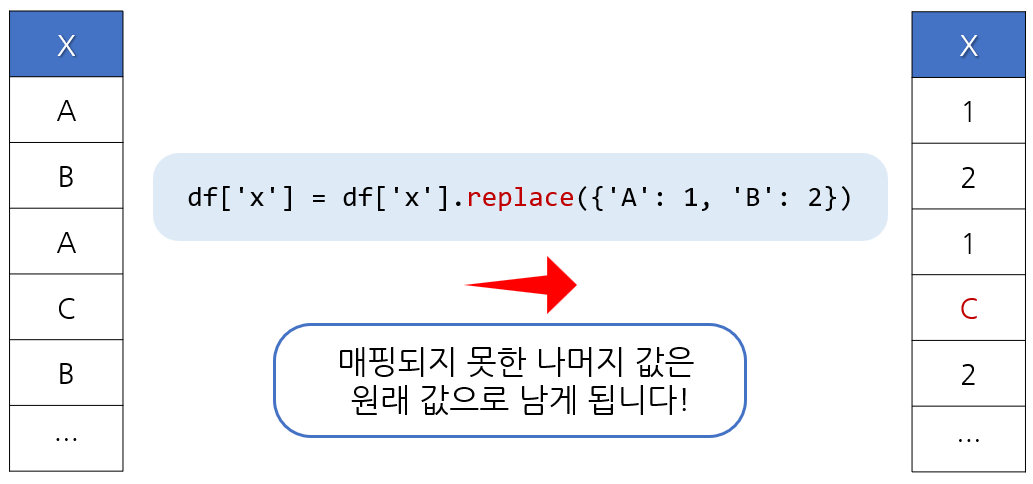 X
A
B
A
C
B
...
df['x'] = df['x'].replace({'A': 1, 'B': 2})
매핑되지 못한 나머지 값은
원래 값으로 남게 됩니다!
X
1
2
1
C
2
...